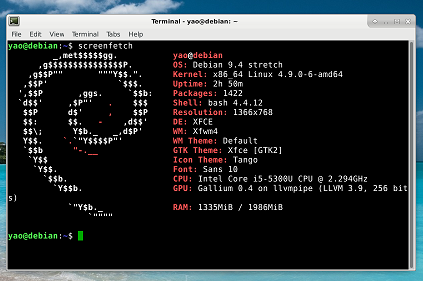 Terminal - yao@debian: ~
File Edit View Terminal Tabs Help
yao@debian:~$ screenfetch
yao@debian
OS: Debian 9.4 stretch
Kernel: x86_64 Linux 4.9.0-6-amd64
Uptime: 2h 50m
Packages: 1422
Shell: bash 4.4.12
Resolution: 1366x768
DE: XFCE
WM: Xfwm4
WM Theme: Default
GTK Theme: Xfce [GTK2]
Icon Theme: Tango
Font: Sans 10
CPU: Intel Core i5-5300U CPU @ 2.294GHz
GPU: Gallium 0.4 on llvmpipe (LLVM 3.9, 256 bit
s)
RAM: 1335MiB / 1986MiB
yao@debian:~$